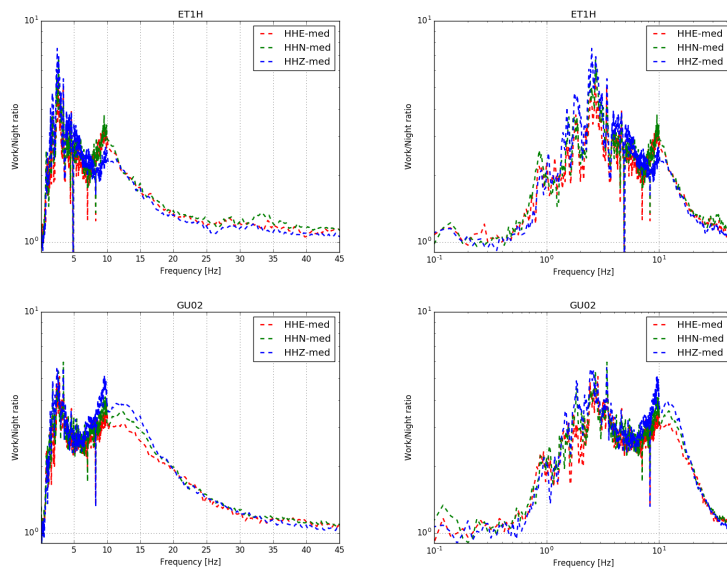 ET1H
ET1H
10^1
HHE-med
HHN-med
HHZ-med
Work/Night ratio
10^0
5
10
15
20
25
30
35
40
45
Frequency [Hz]
10^1
HHE-med
HHN-med
HHZ-med
Work/Night ratio
10^0
10^-1
10^0
10^1
Frequency [Hz]
GU02
GU02
10^1
HHE-med
HHN-med
HHZ-med
Work/Night ratio
10^0
5
10
15
20
25
30
35
40
45
Frequency [Hz]
10^1
HHE-med
HHN-med
HHZ-med
Work/Night ratio
10^0
10^-1
10^0
10^1
Frequency [Hz]